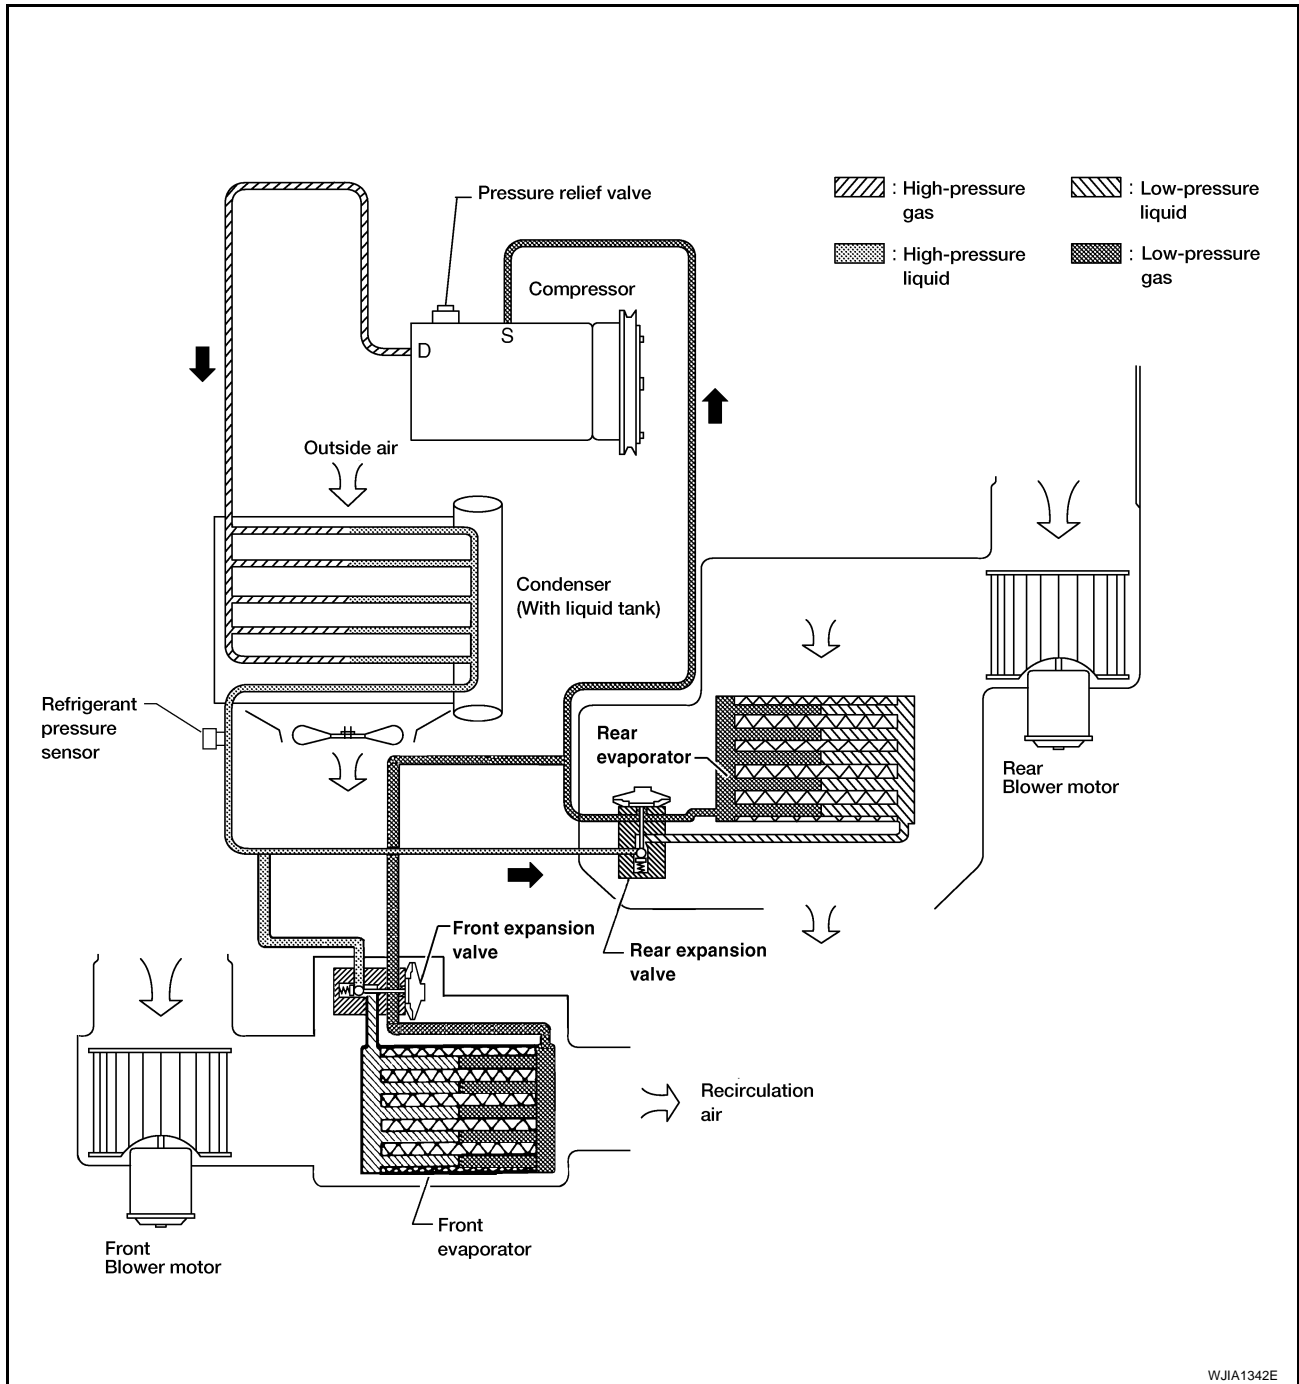 Pressure relief valve
: High-pressure
gas
: Low-pressure
liquid
: High-pressure
liquid
: Low-pressure
gas
Compressor
S
D
Outside air
Condenser
(With liquid tank)
Refrigerant
pressure
sensor
Rear
evaporator
Rear
Blower motor
Front expansion
valve
Rear expansion
valve
Recirculation
air
Front
evaporator
Front
Blower motor
WJIA1342E